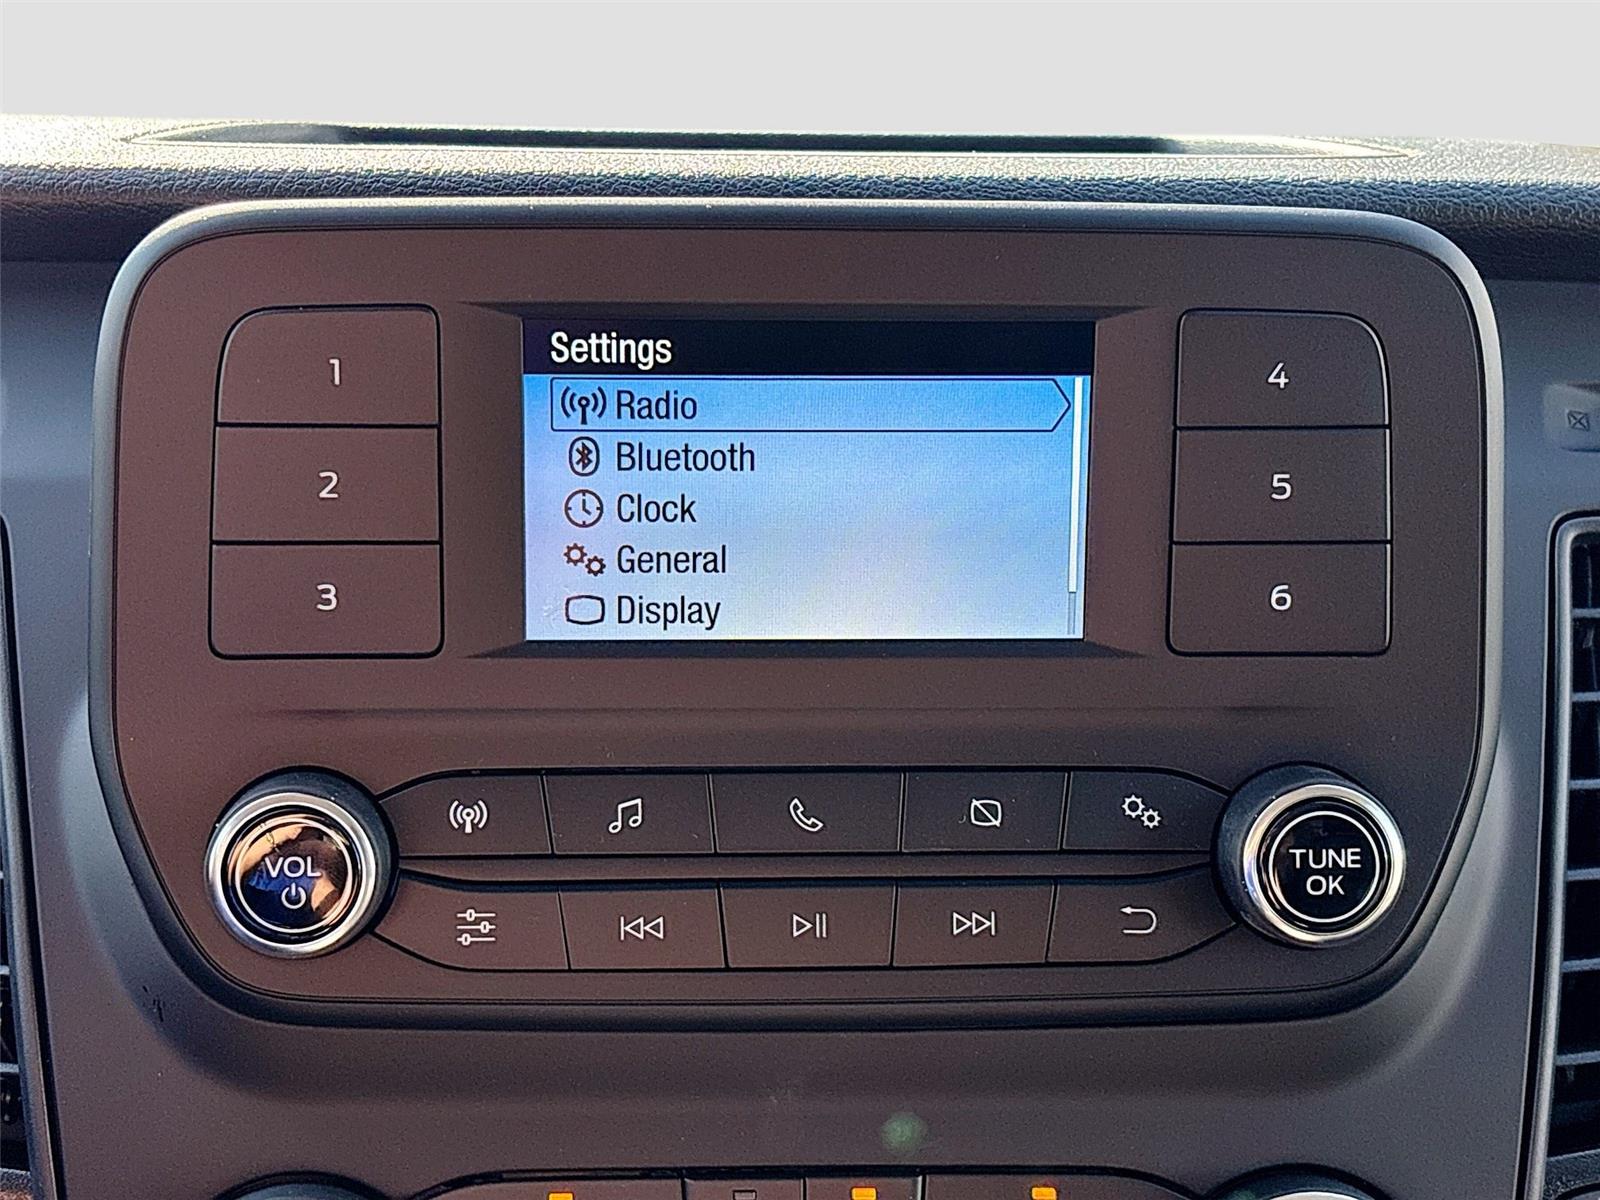 Settings
Radio
Bluetooth
Clock
General
Display
1
2
3
4
5
6
VOL
TUNE
OK